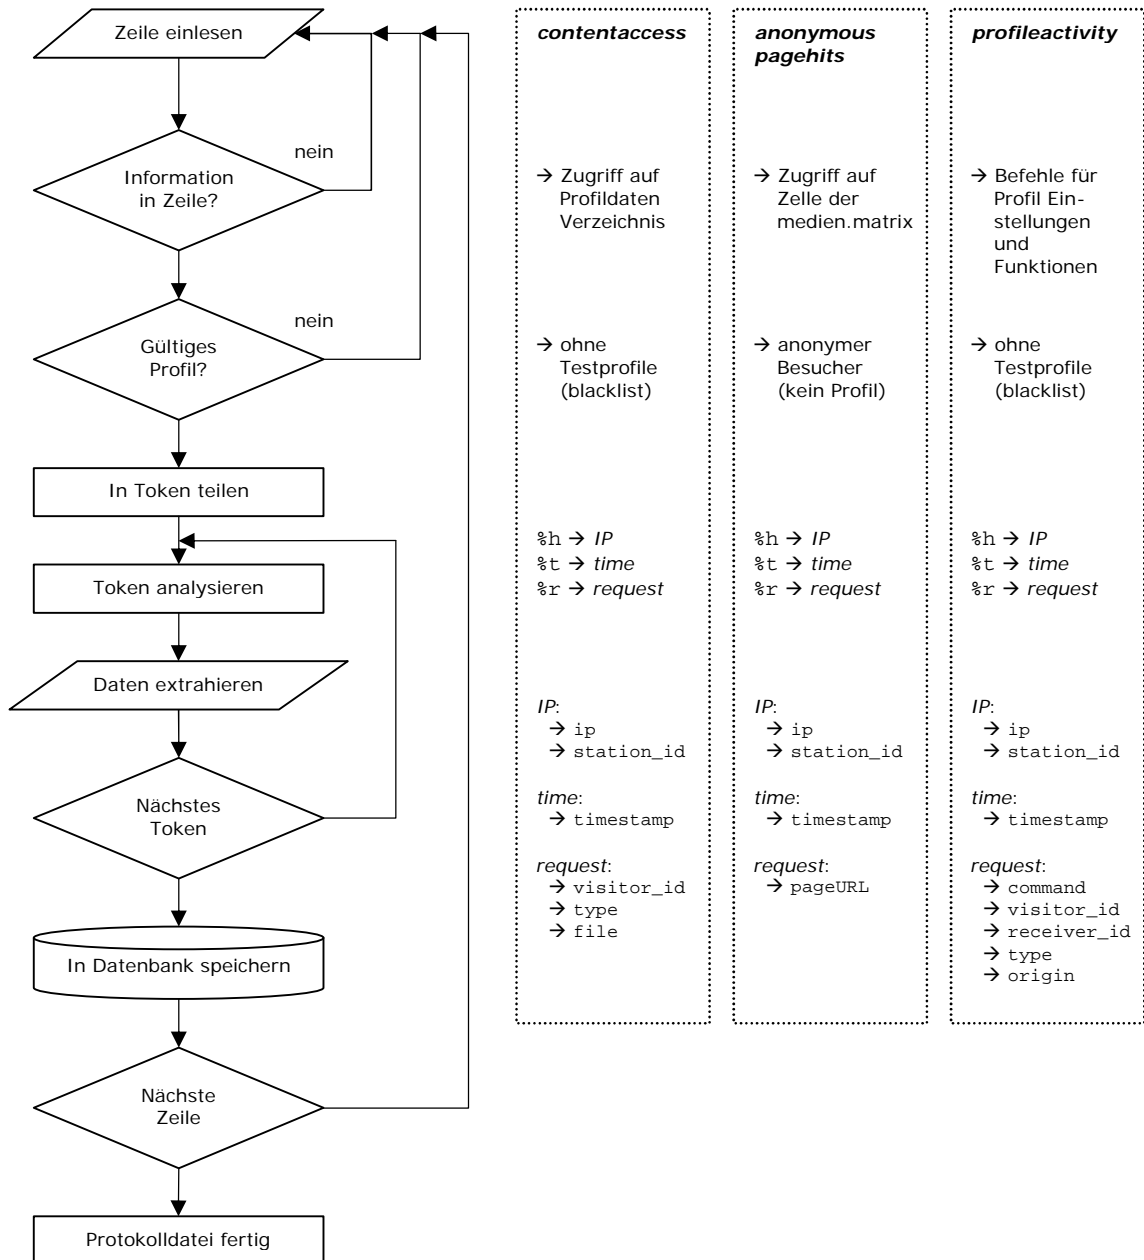 Zeile einlesen
nein
Information
in Zeile?
nein
Gültiges
Profil?
In Token teilen
Token analysieren
Daten extrahieren
Nächstes
Token
In Datenbank speichern
Nächste
Zeile
Protokolldatei fertig
contentaccess
→ Zugriff auf
Profildaten
Verzeichnis
→ ohne
Testprofile
(blacklist)
%h → IP
%t → time
%r → request
IP:
→ ip
→ station_id
time:
→ timestamp
request:
→ visitor_id
→ type
→ file
anonymous
pagehits
→ Zugriff auf
Zelle der
medien.matrix
→ anonymer
Besucher
(kein Profil)
%h → IP
%t → time
%r → request
IP:
→ ip
→ station_id
time:
→ timestamp
request:
→ pageURL
profileactivity
→ Befehle für
Profil Ein-
stellungen
und
Funktionen
→ ohne
Testprofile
(blacklist)
%h → IP
%t → time
%r → request
IP:
→ ip
→ station_id
time:
→ timestamp
request:
→ command
→ visitor_id
→ receiver_id
→ type
→ origin